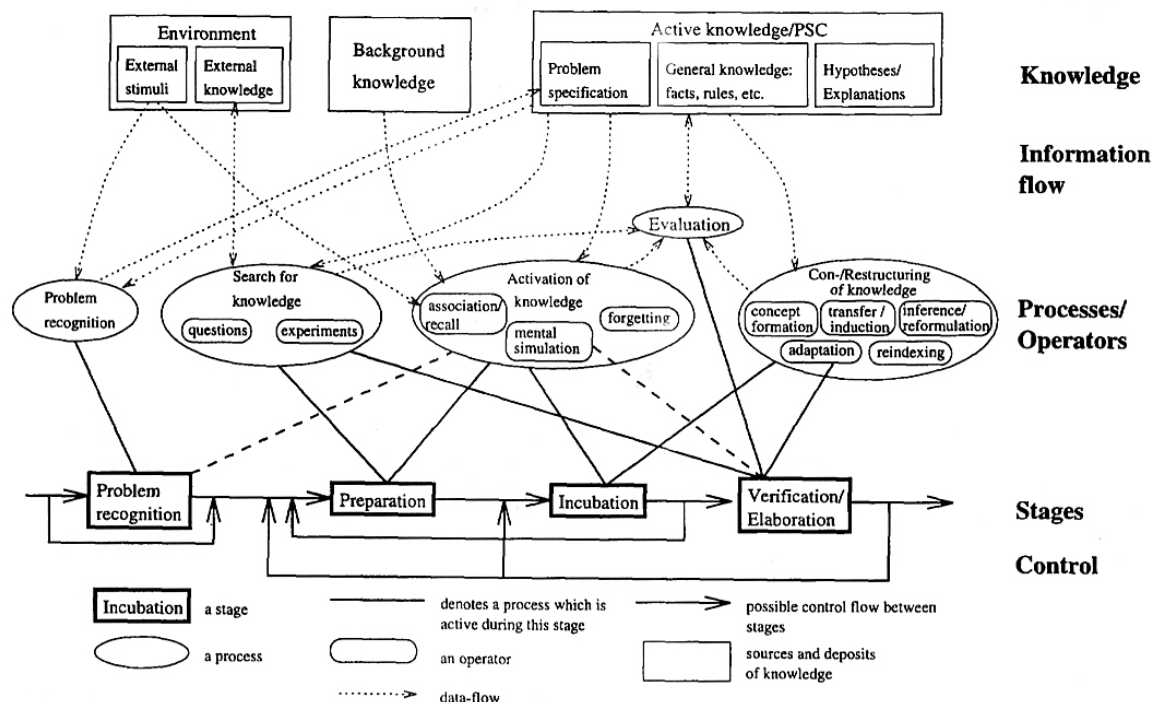 Environment
External
stimuli
External
knowledge
Background
knowledge
Active knowledge/PSC
Problem
specification
General knowledge:
facts, rules, etc.
Hypotheses/
Explanations
Knowledge
Information
flow
Evaluation
Problem
recognition
Search for
knowledge
questions
experiments
Activation of
knowledge
association/
recall
mental
simulation
forgetting
Con-/Restructuring
of knowledge
concept
formation
transfer /
induction
inference/
reformulation
adaptation
reindexing
Processes/
Operators
Problem
recognition
Preparation
Incubation
Verification/
Elaboration
Stages
Control
Incubation
a stage
denotes a process which is
active during this stage
possible control flow between
stages
a process
an operator
sources and deposits
of knowledge
data-flow